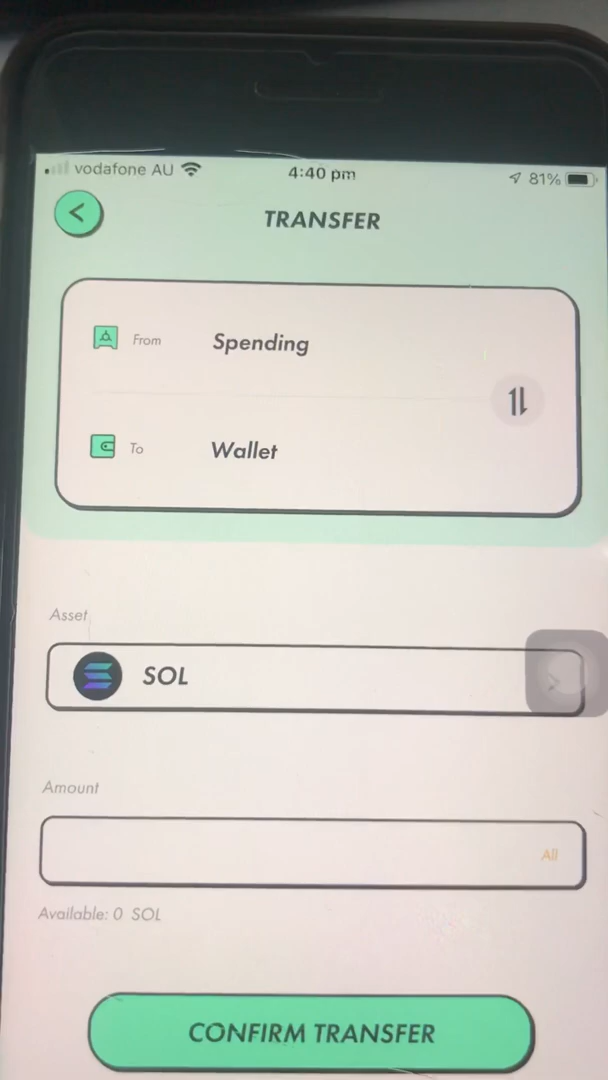 vodafone AU
4:40 pm
81%
TRANSFER
From Spending
To Wallet
Asset
SOL
Amount
All
Available: 0 SOL
CONFIRM TRANSFER